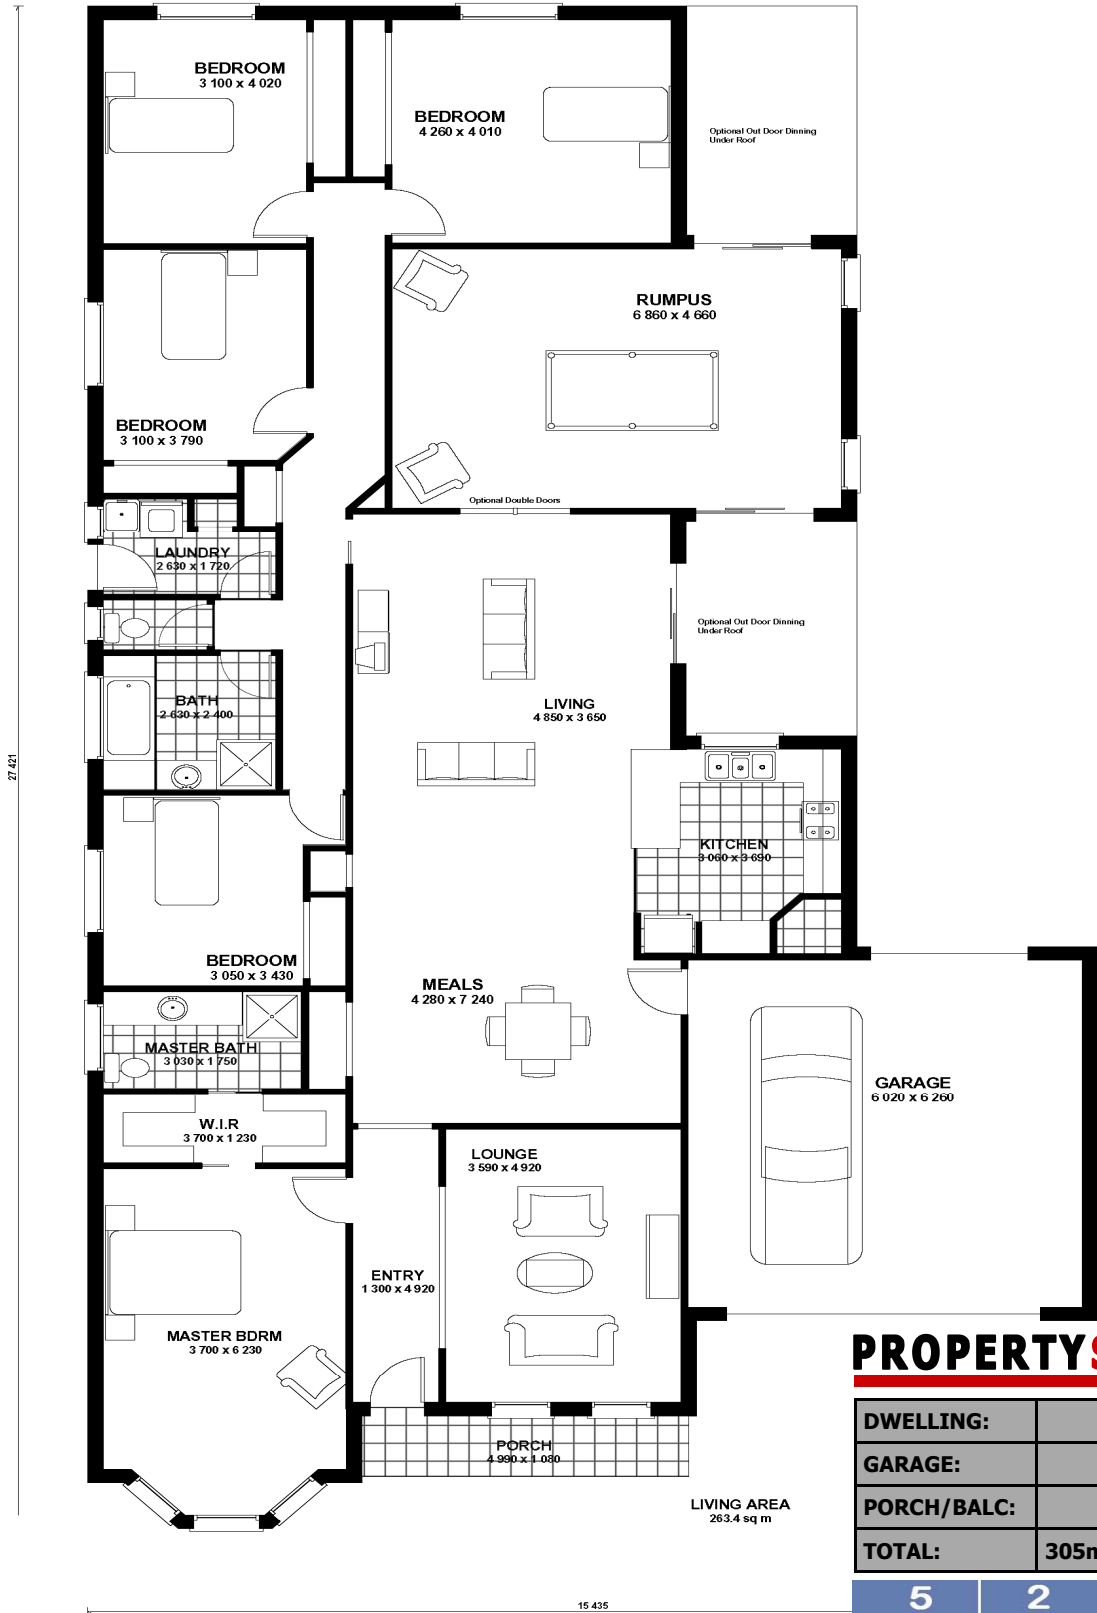 BEDROOM
3 100 x 4 020
BEDROOM
4 260 x 4 010
Optional Out Door Dinning
Under Roof
RUMPUS
6 860 x 4 660
BEDROOM
3 100 x 3 790
Optional Double Doors
LAUNDRY
2 630 x 1 720
Optional Out Door Dinning
Under Roof
BATH
2 630 x 2 400
LIVING
4 850 x 3 650
27 421
KITCHEN
3 060 x 3 690
BEDROOM
3 050 x 3 430
MEALS
4 280 x 7 240
MASTER BATH
3 030 x 1 750
GARAGE
6 020 x 6 260
W.I.R
3 700 x 1 230
LOUNGE
3 590 x 4 920
ENTRY
1 300 x 4 920
MASTER BDRM
3 700 x 6 230
PROPERTYS
DWELLING:
GARAGE:
PORCH/BALC:
TOTAL: 305m
PORCH
4 990 x 1 080
LIVING AREA
263.4 sq m
5 2
15 435